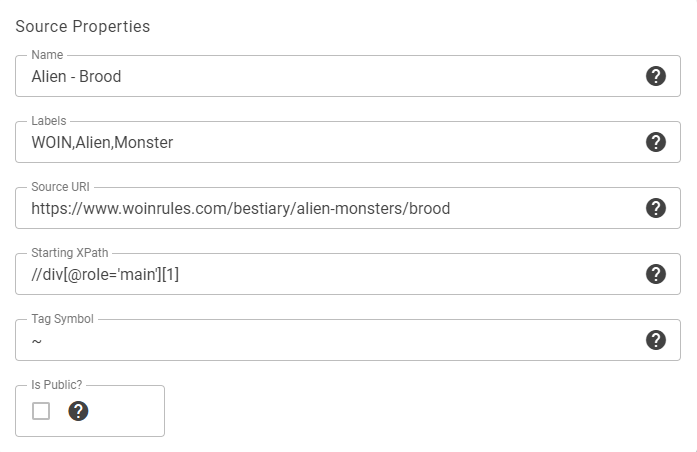 Source Properties
Name
Alien - Brood
Labels
WOIN,Alien,Monster
Source URI
https://www.woinrules.com/bestiary/alien-monsters/brood
Starting XPath
//div[@role='main'][1]
Tag Symbol
~
Is Public?